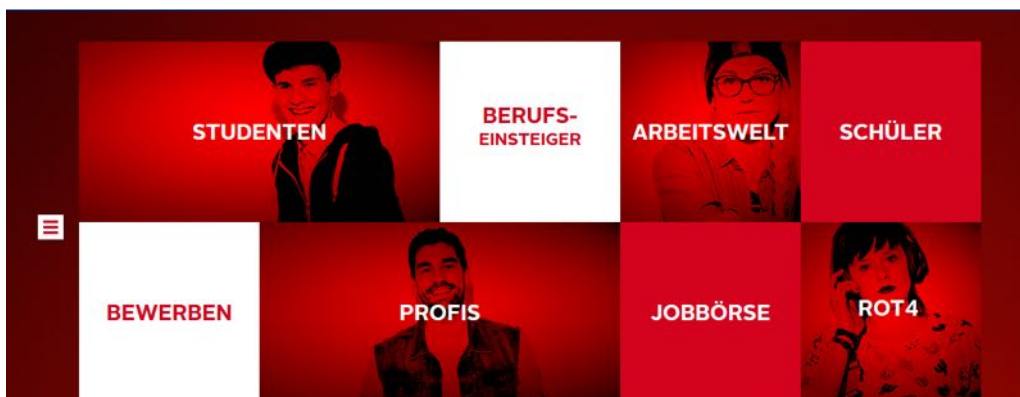 STUDENTEN
BERUFS-
EINSTEIGER
ARBEITSWELT
SCHÜLER
BEWERBEN
PROFIS
JOBBÖRSE
ROT4